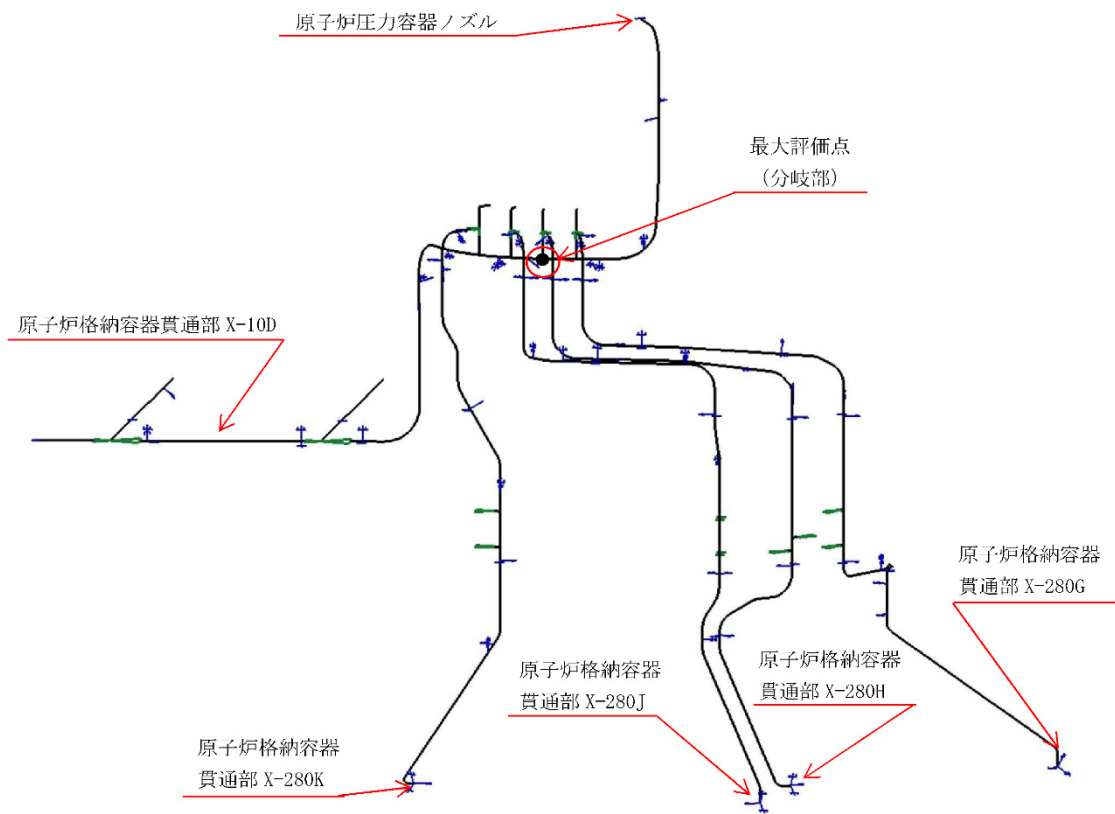 原子炉圧力容器ノズル
最大評価点
（分岐部）
原子炉格納容器貫通部 X-10D
原子炉格納容器
貫通部 X-280G
原子炉格納容器
貫通部 X-280H
原子炉格納容器
貫通部 X-280J
原子炉格納容器
貫通部 X-280K